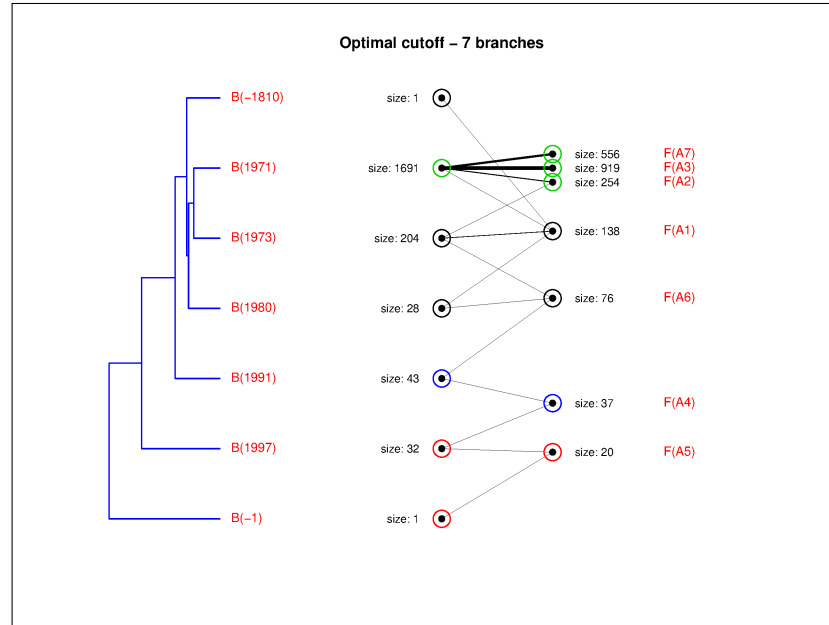 Optimal cutoff − 7 branches
B(−1810) size: 1
size: 556 F(A7)
B(1971) size: 1691 size: 919 F(A3)
size: 254 F(A2)
B(1973) size: 204 size: 138 F(A1)
B(1980) size: 28 size: 76 F(A6)
B(1991) size: 43
size: 37 F(A4)
B(1997) size: 32 size: 20 F(A5)
B(−1) size: 1